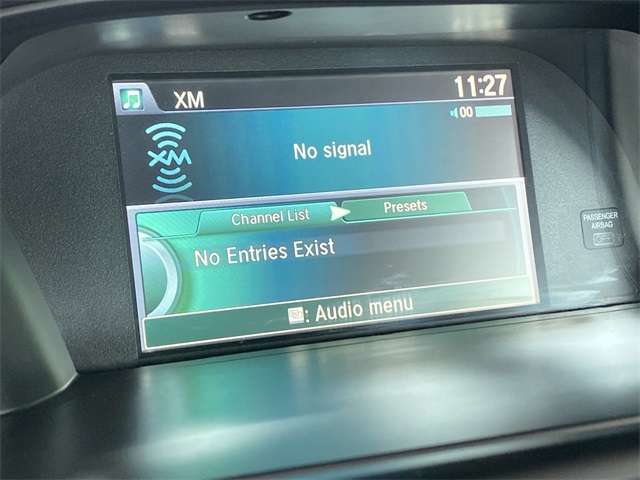 XM
11:27
00
XM
No signal
Channel List
Presets
No Entries Exist
: Audio menu
PASSENGER
AIRBAG